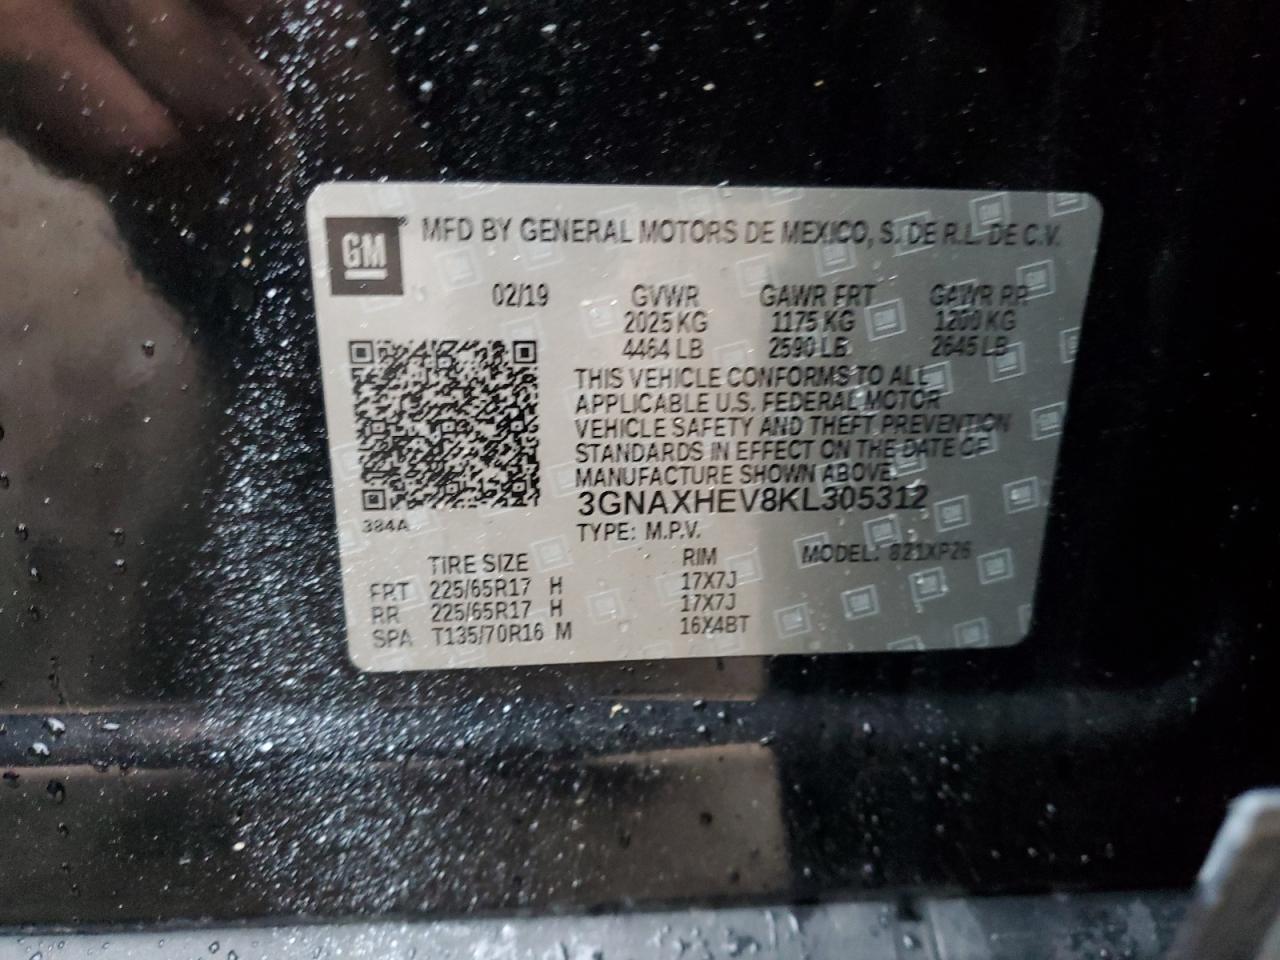 GM® MFD BY GENERAL MOTORS DE MEXICO, S. DE R.L. DE C.V.
02/19 GVWR GAWR FRT GAWR RR
2025 KG 1175 KG 1200 KG
4464 LB 2590 LB 2645 LB
THIS VEHICLE CONFORMS TO ALL
APPLICABLE U.S. FEDERAL MOTOR
VEHICLE SAFETY AND THEFT PREVENTION
STANDARDS IN EFFECT ON THE DATE OF
MANUFACTURE SHOWN ABOVE.
3GNAXHEV8KL305312
384A
TYPE: M.P.V.
TIRE SIZE RIM MODEL: 821XP26
FRT 225/65R17 H 17X7J
RR 225/65R17 H 17X7J
SPA T135/70R16 M 16X4BT